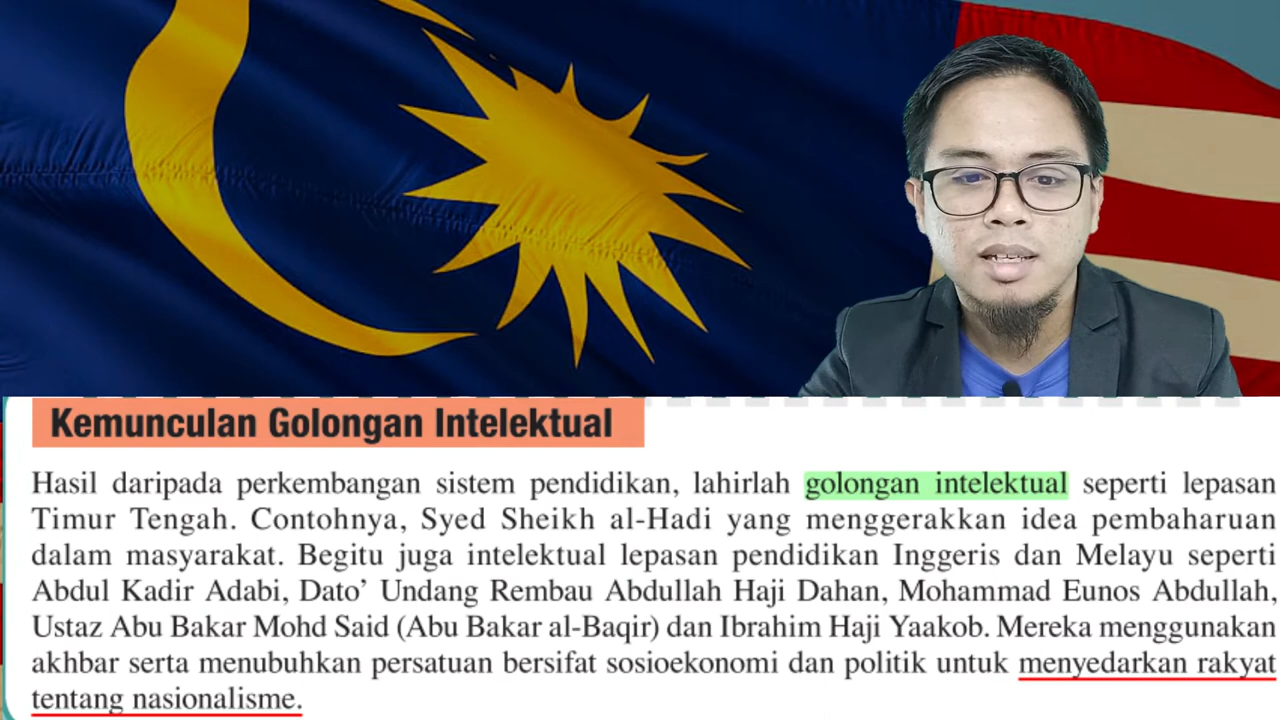 Kemunculan Golongan Intelektual
Hasil daripada perkembangan sistem pendidikan, lahirlah golongan intelektual seperti lepasan
Timur Tengah. Contohnya, Syed Sheikh al-Hadi yang menggerakkan idea pembaharuan
dalam masyarakat. Begitu juga intelektual lepasan pendidikan Inggeris dan Melayu seperti
Abdul Kadir Adabi, Dato’ Undang Rembau Abdullah Haji Dahan, Mohammad Eunos Abdullah,
Ustaz Abu Bakar Mohd Said (Abu Bakar al-Baqir) dan Ibrahim Haji Yaakob. Mereka menggunakan
akhbar serta menubuhkan persatuan bersifat sosioekonomi dan politik untuk menyedarkan rakyat
tentang nasionalisme.